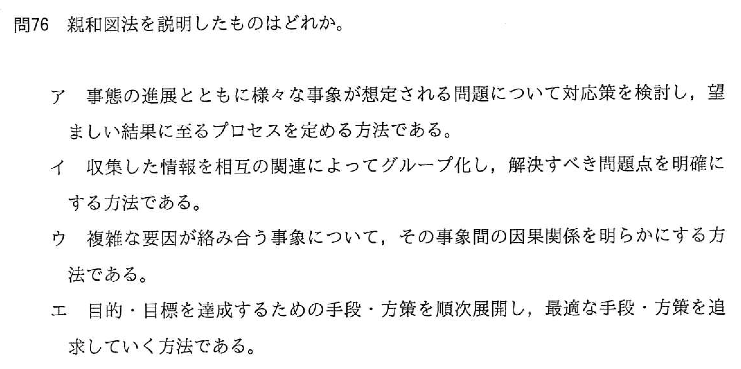 問76 親和図法を説明したものはどれか。
ア 事態の進展とともに様々な事象が想定される問題について対応策を検討し，望
ましい結果に至るプロセスを定める方法である。
イ 収集した情報を相互の関連によってグループ化し，解決すべき問題点を明確に
する方法である。
ウ 複雑な要因が絡み合う事象について，その事象間の因果関係を明らかにする方
法である。
エ 目的・目標を達成するための手段・方策を順次展開し，最適な手段・方策を追
求していく方法である。